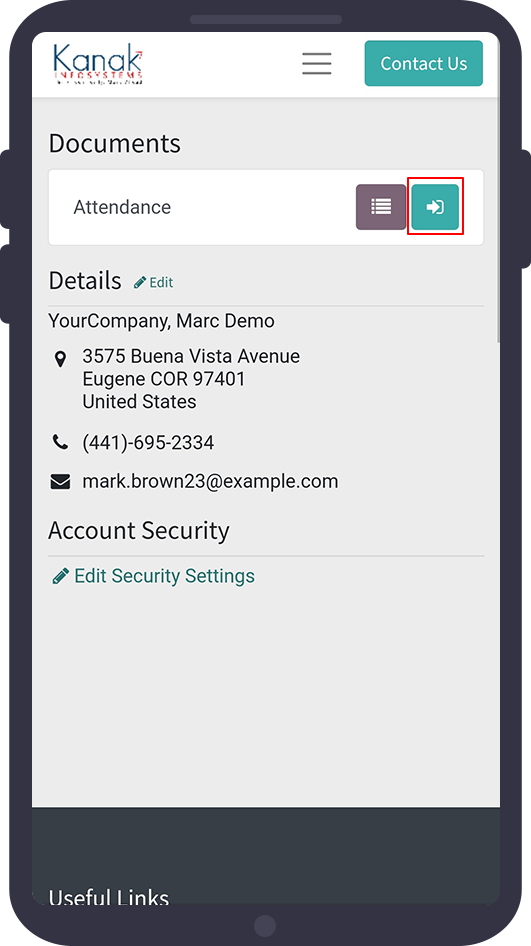 Kanak
INFOSYSTEMS
Contact Us
Documents
Attendance
Details
Edit
YourCompany, Marc Demo
3575 Buena Vista Avenue
Eugene COR 97401
United States
(441)-695-2334
mark.brown23@example.com
Account Security
Edit Security Settings
Useful Links